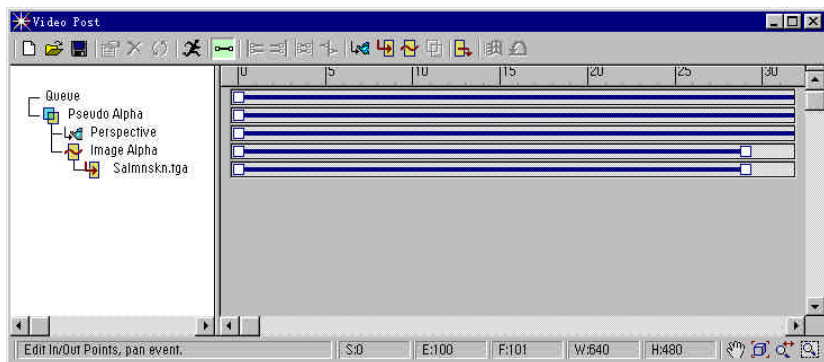 Video Post
0 5 10 15 20 25 30
Queue
Pseudo Alpha
Perspective
Image Alpha
Salmnskn.tga
Edit In/Out Points, pan event. S:0 E:100 F:101 W:640 H:480